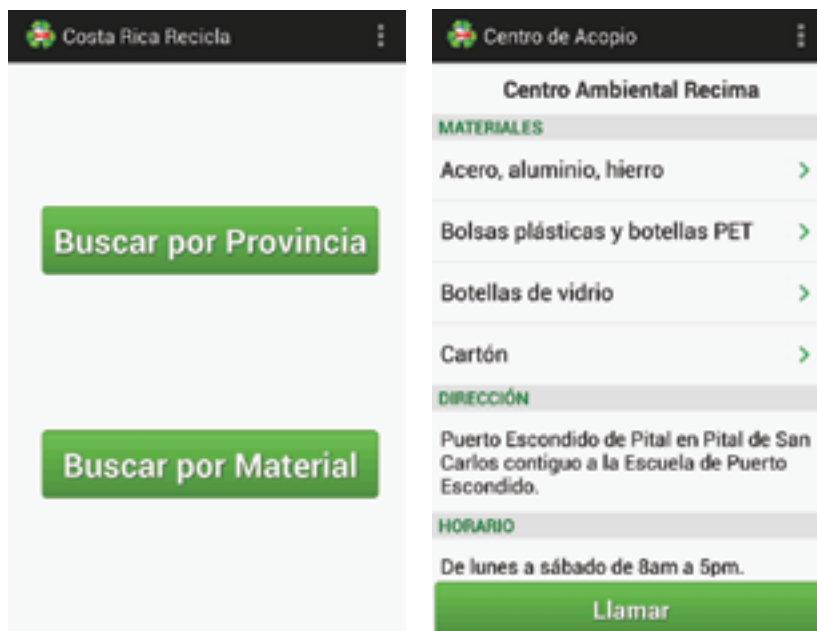 Costa Rica Recicla
Buscar por Provincia
Buscar por Material
Centro de Acopio
Centro Ambiental Recima
MATERIALES
Acero, aluminio, hierro
Bolsas plásticas y botellas PET
Botellas de vidrio
Cartón
DIRECCIÓN
Puerto Escondido de Pital en Pital de San
Carlos contiguo a la Escuela de Puerto
Escondido.
HORARIO
De lunes a sábado de 8am a 5pm.
Llamar